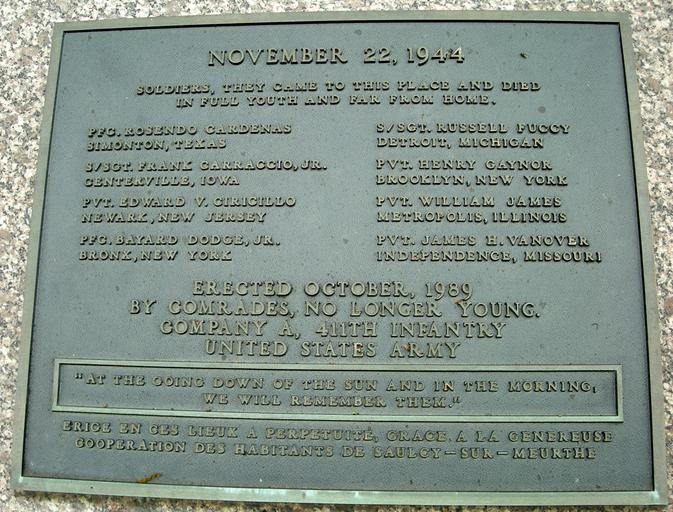 NOVEMBER 22, 1944
SOLDIERS, THEY CAME TO THIS PLACE AND DIED
IN FULL YOUTH AND FAR FROM HOME.
PFC. ROSENDO CARDENAS
SIMONTON, TEXAS
S/SGT. FRANK CARRACCIO, JR.
CENTERVILLE, IOWA
PVT. EDWARD V. CIRICILLO
NEWARK, NEW JERSEY
PFC. BAYARD DODGE, JR.
BRONX, NEW YORK
S/SGT. RUSSELL FUCCY
DETROIT, MICHIGAN
PVT. HENRY GAYNOR
BROOKLYN, NEW YORK
PVT. WILLIAM JAMES
METROPOLIS, ILLINOIS
PVT. JAMES H. VANOVER
INDEPENDENCE, MISSOURI
ERECTED OCTOBER, 1989
BY COMRADES, NO LONGER YOUNG.
COMPANY A, 411TH INFANTRY
UNITED STATES ARMY
"AT THE GOING DOWN OF THE SUN AND IN THE MORNING,
WE WILL REMEMBER THEM."
ERIGE EN CES LIEUX A PERPETUITE, GRACE A LA GENEREUSE
COOPERATION DES HABITANTS DE SAULCY-SUR-MEURTHE